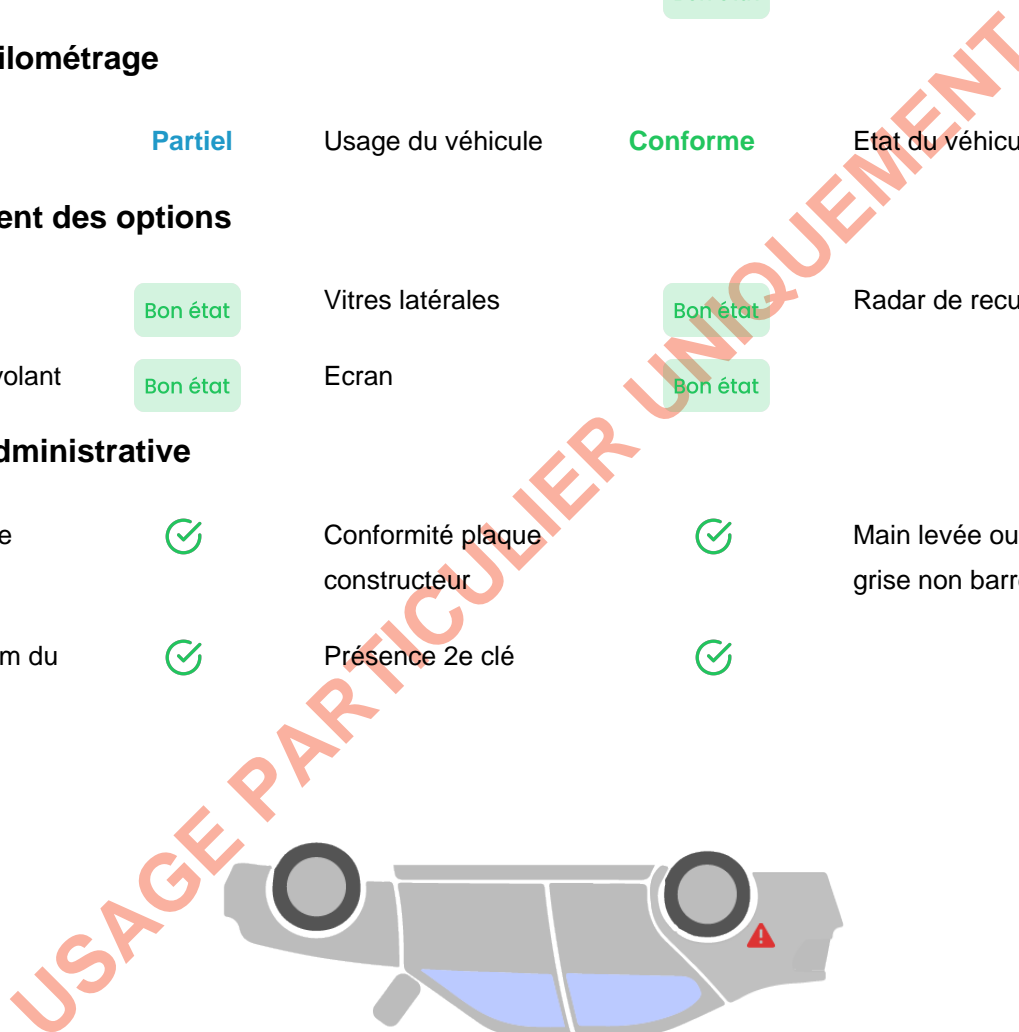 ilométrage
Partiel Usage du véhicule Conforme Etat du véhicu
ent des options
Bon état Vitres latérales Bon état Radar de recu
volant Bon état Ecran Bon état
dministrative
e Conformité plaque Main levée ou
constructeur grise non barr
m du Présence 2e clé
USAGE PARTICULIER UNIQUEMENT